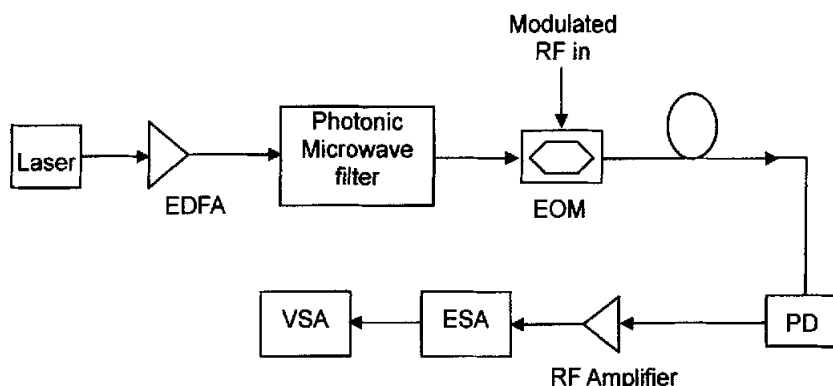 Modulated
RF in
Laser
EDFA
Photonic
Microwave
filter
EOM
VSA
ESA
RF Amplifier
PD